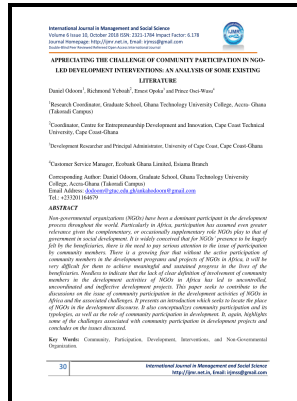 International Journal in Management and Social Science
Volume 6 Issue 10, October 2018 ISSN: 2321-1784 Impact Factor: 6.178
Journal Homepage: http://ijmr.net.in, Email: irjmss@gmail.com
Double-Blind Peer Reviewed Refereed Open Access International Journal
APPRECIATING THE CHALLENGE OF COMMUNITY PARTICIPATION IN NGO-
LED DEVELOPMENT INTERVENTIONS: AN ANALYSIS OF SOME EXISTING
LITERATURE
Daniel Odoom¹, Richmond Yeboah², Ernest Opoku³ and Prince Osei-Wusu⁴
¹Research Coordinator, Graduate School, Ghana Technology University College, Accra- Ghana
(Takoradi Campus)
²Coordinator, Centre for Entrepreneurship Development and Innovation, Cape Coast Technical
University, Cape Coast-Ghana
³Development Researcher and Principal Administrator, University of Cape Coast, Cape Coast-Ghana
⁴Customer Service Manager, Ecobank Ghana Limited, Essiama Branch
Corresponding Author: Daniel Odoom, Graduate School, Ghana Technology University
College, Accra-Ghana (Takoradi Campus)
Tel.: +233201164679
ABSTRACT
Non-governmental organizations (NGOs) have been a dominant participant in the development
process throughout the world. Particularly in Africa, participation has assumed even greater
relevance given the complementary, or occasionally supplementary role NGOs play to that of
government in social development. It is widely conceived that for NGOs' presence to be hugely
felt by the beneficiaries, there is the need to pay serious attention to the issue of participation
by community members. There is a growing fear that without the active participation of
community members in the development programs and projects of NGOs in Africa, it will be
very difficult for them to achieve meaningful and sustained progress in the lives of the
beneficiaries. Needless to indicate that the lack of clear definition of involvement of community
members in the development activities of NGOs in Africa has led to uncontrolled,
uncoordinated and ineffective development projects. This paper seeks to contribute to the
discussions on the issue of community participation in the development activities of NGOs in
Africa and the associated challenges. It presents an introduction which seeks to locate the place
of NGOs in the development discourse. It also conceptualizes community participation and its
typologies, as well as the role of community participation in development. It, again, highlights
some of the challenges associated with community participation in development projects and
concludes on the issues discussed.
Key Words: Community, Participation, Development, Interventions, and Non-Governmental
Organization.
30
International Journal in Management and Social Science
http://ijmr.net.in, Email: irjmss@gmail.com